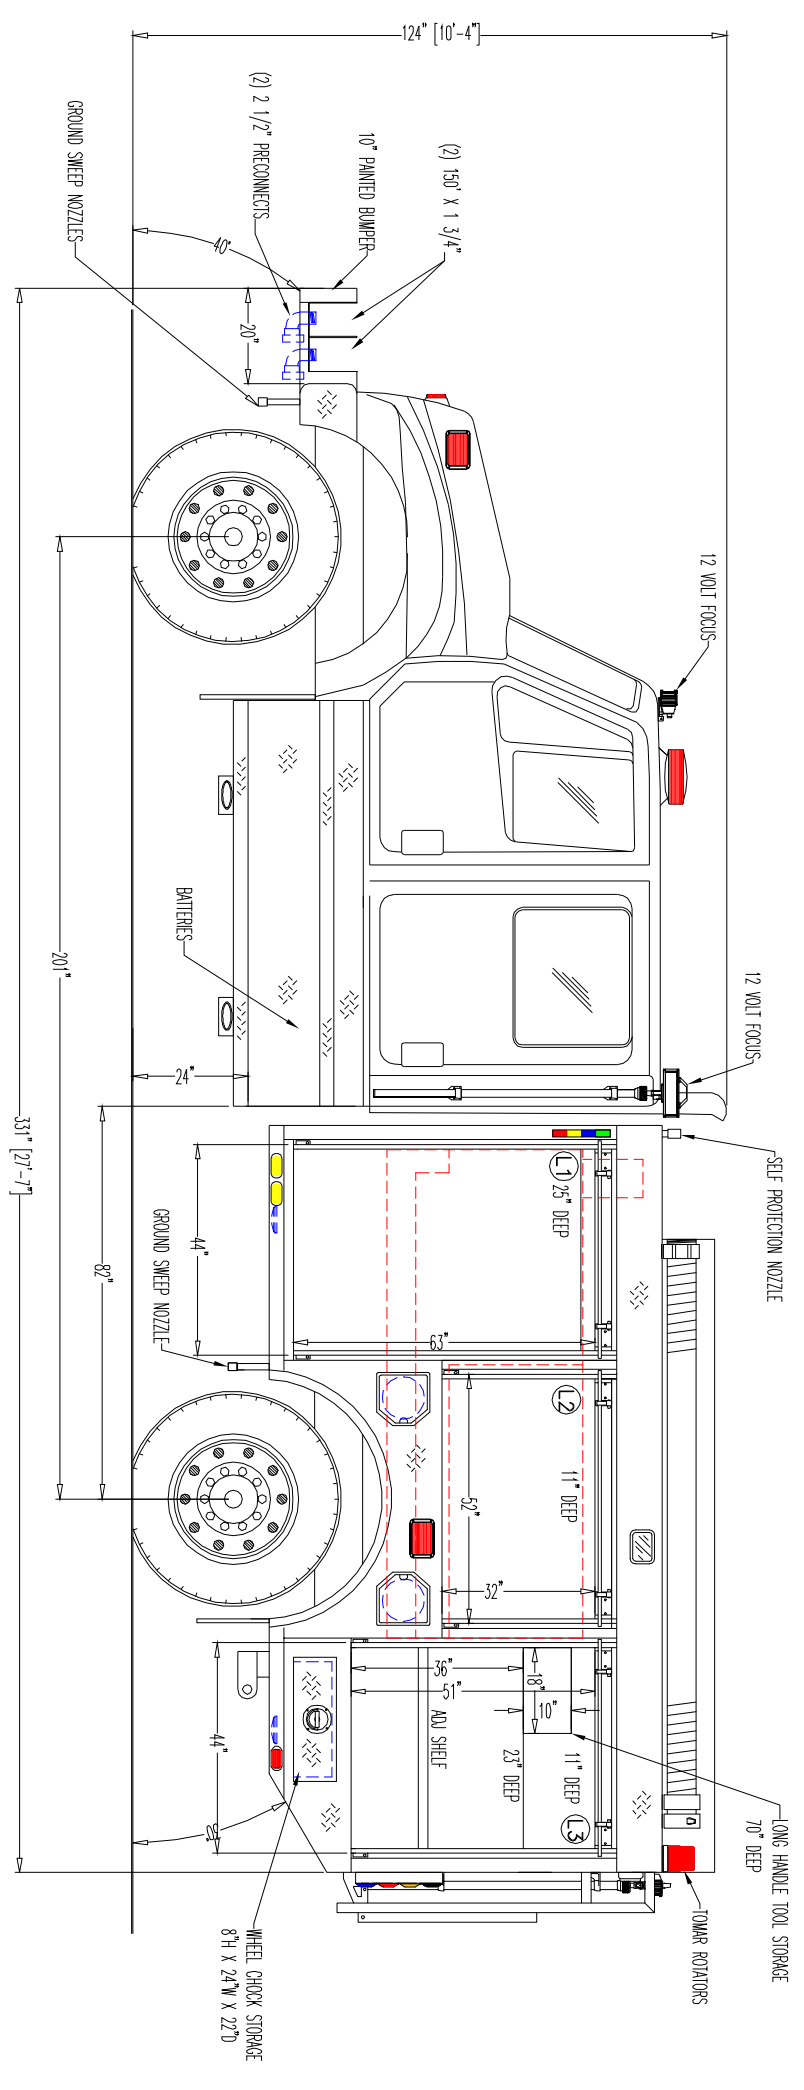 124" [10'-4"]
(2) 2 1/2" PRECONNECTS
GROUND SWEEP NOZZLES
10" PAINTED BUMPER
(2) 150' X 1 3/4"
40°
20"
12 VOLT FOCUS
BATTERIES
201"
12 VOLT FOCUS
24"
331" [27'-7"]
SELF PROTECTION NOZZLE
L1
25" DEEP
44"
82"
GROUND SWEEP NOZZLE
63"
L2
11" DEEP
52"
32"
36"
18"
51"
10"
ADJ SHELF
23" DEEP
11" DEEP
L3
44"
LONG HANDLE TOOL STORAGE
70" DEEP
TOMAR ROTATORS
WHEEL CHOCK STORAGE
8"H X 24"W X 22"D